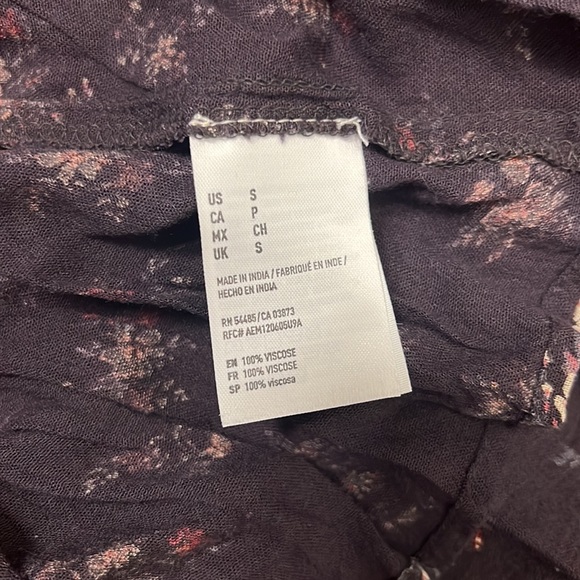 US S
CA P
MX CH
UK S
MADE IN INDIA / FABRIQUÉ EN INDE /
HECHO EN INDIA
RN 54485 / CA 03873
RFC# AEM120605U9A
EN 100% VISCOSE
FR 100% VISCOSE
SP 100% viscosa